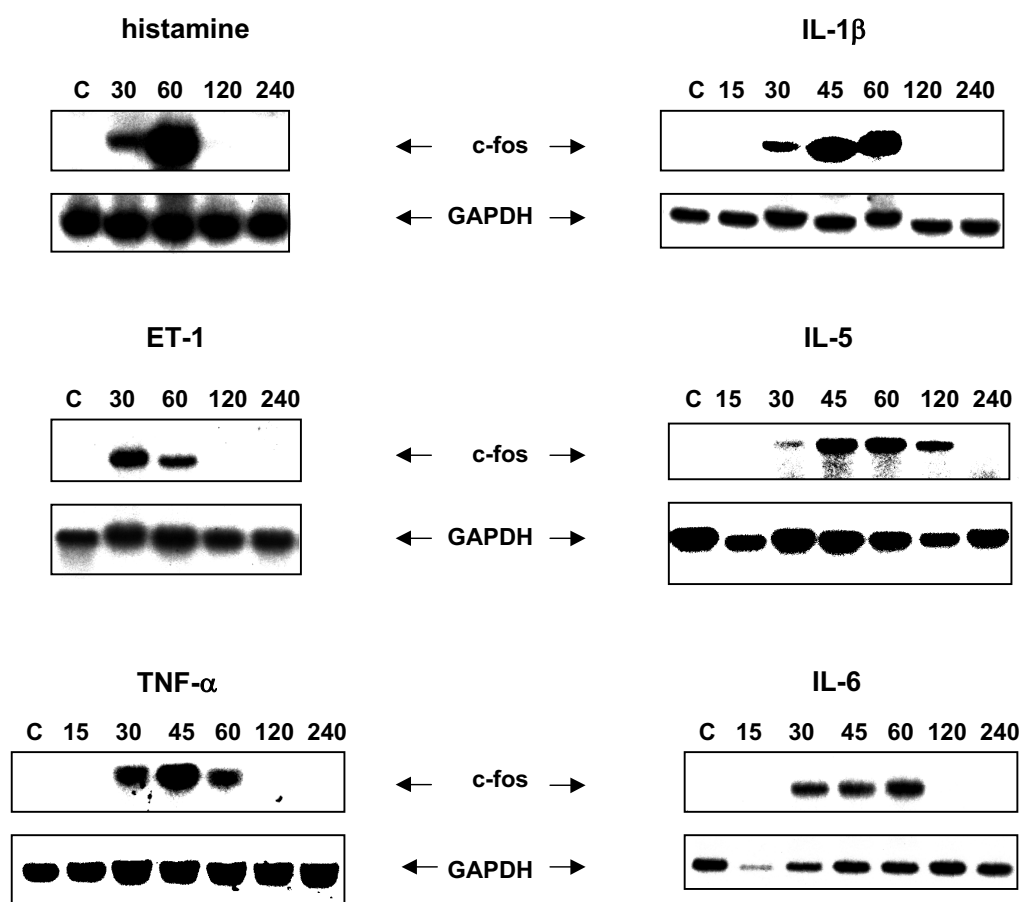 histamine
C 30 60 120 240
IL-1β
C 15 30 45 60 120 240
← c-fos →
← GAPDH →
ET-1
C 30 60 120 240
IL-5
C 15 30 45 60 120 240
← c-fos →
← GAPDH →
TNF-α
C 15 30 45 60 120 240
IL-6
C 15 30 45 60 120 240
← c-fos →
← GAPDH →